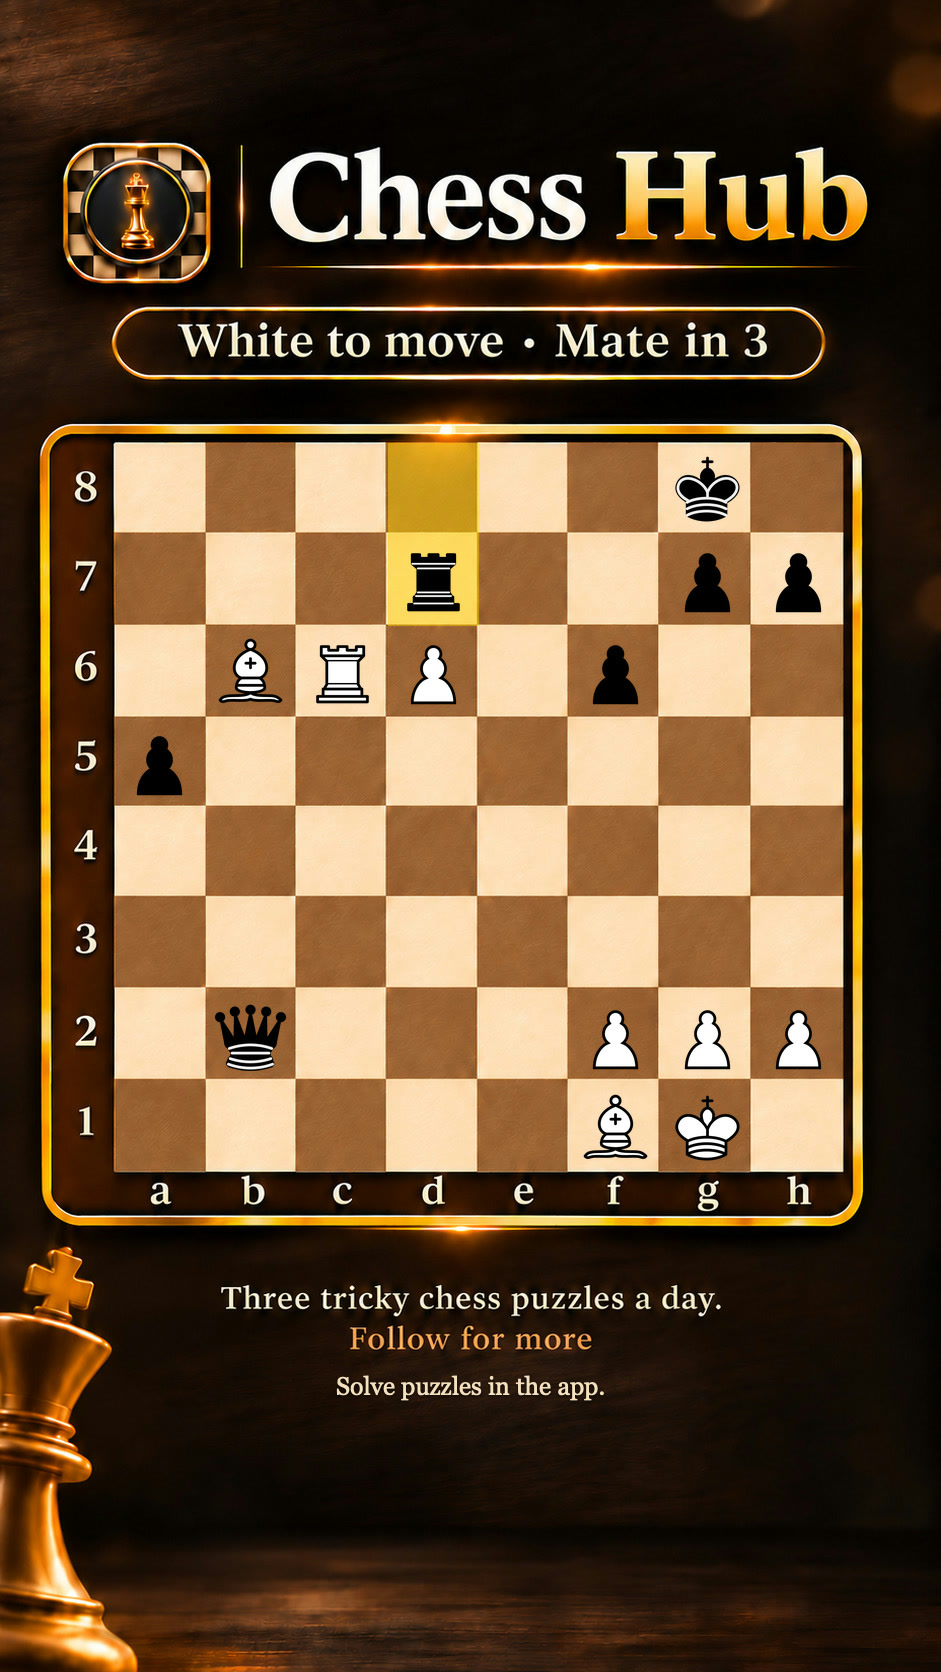 Chess Hub
White to move • Mate in 3
8
7
6
5
4
3
2
1
a b c d e f g h
Three tricky chess puzzles a day.
Follow for more
Solve puzzles in the app.